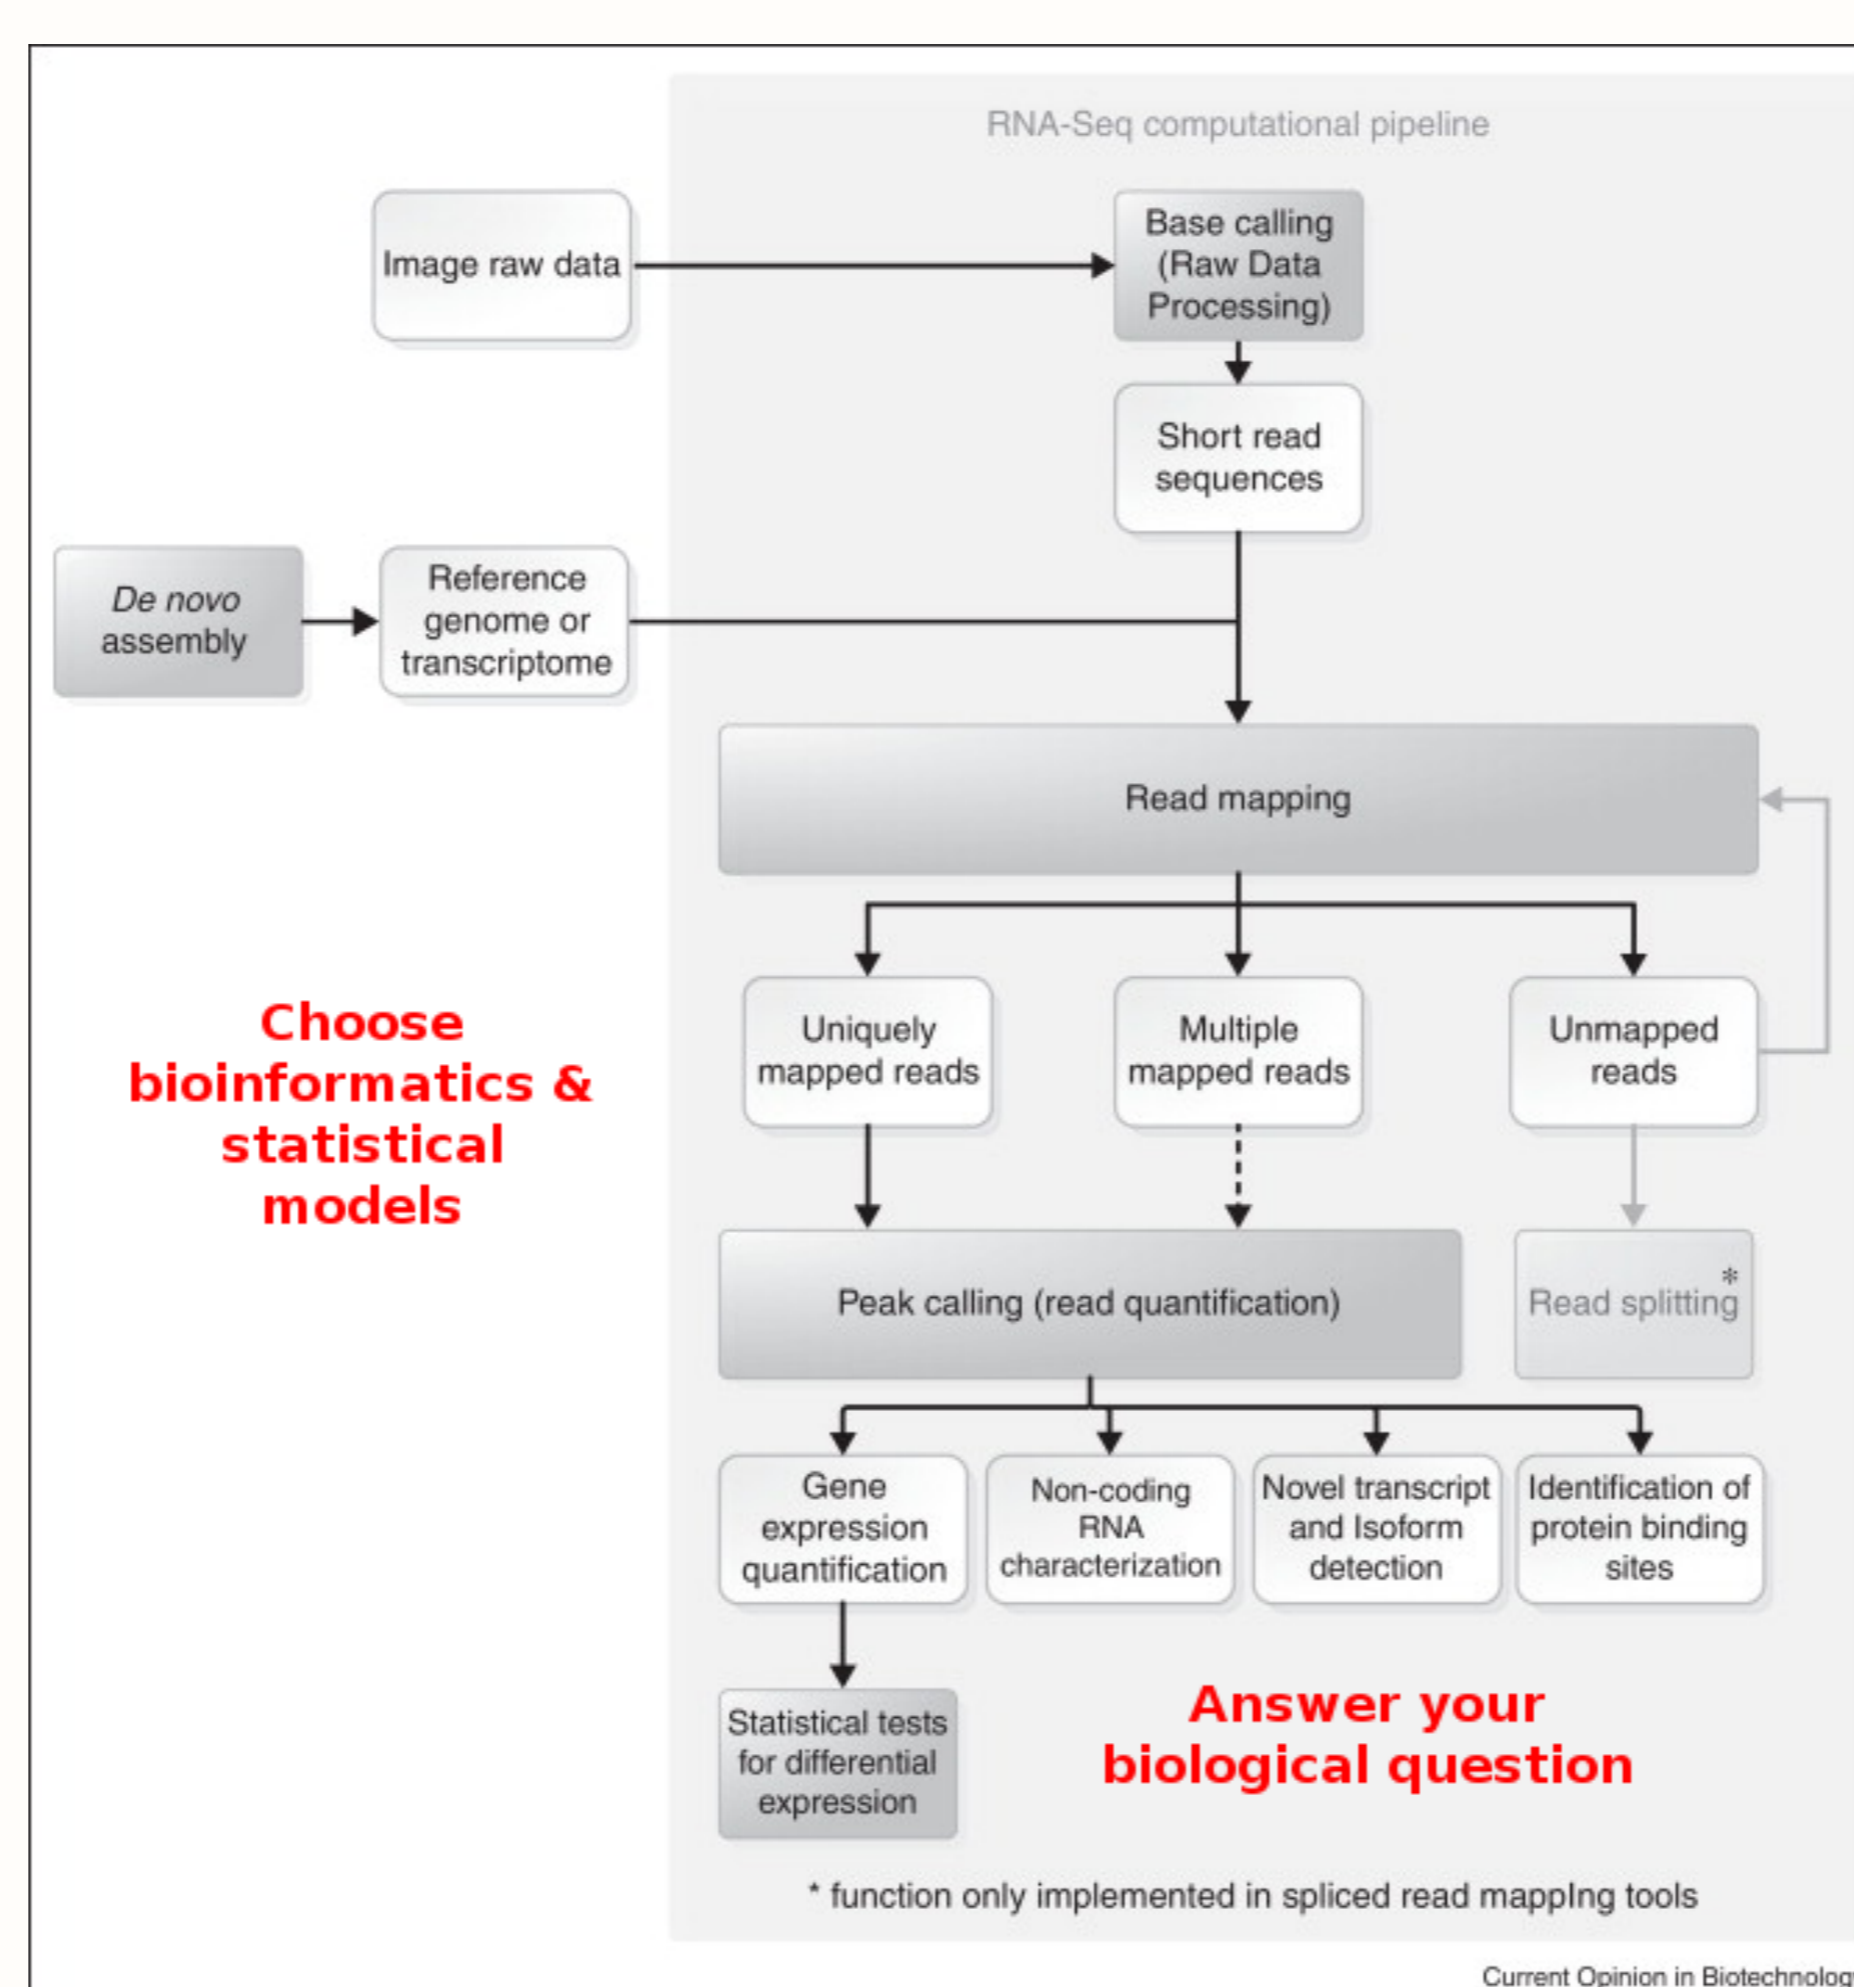 RNA-Seq computational pipeline
Image raw data
Base calling
(Raw Data
Processing)
Short read
sequences
De novo
assembly
Reference
genome or
transcriptome
Read mapping
Uniquely
mapped reads
Multiple
mapped reads
Unmapped
reads
Choose
bioinformatics &
statistical
models
Peak calling (read quantification)
*
Read splitting
Gene
expression
quantification
Non-coding
RNA
characterization
Novel transcript
and Isoform
detection
Identification of
protein binding
sites
Statistical tests
for differential
expression
Answer your
biological question
* function only implemented in spliced read mappIng tools
Current Opinion in Biotechnology